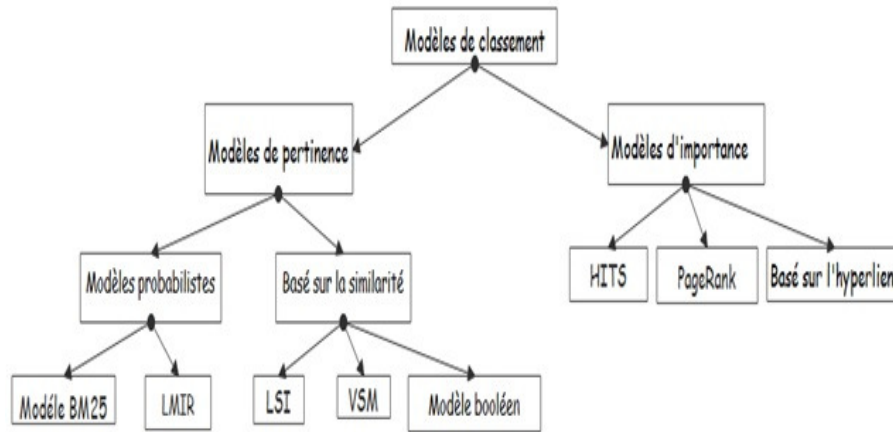 Modèles de classement
Modèles de pertinence
Modèles d'importance
Modèles probabilistes
Basé sur la similarité
HITS
PageRank
Basé sur l'hyperlien
Modéle BM25
LMIR
LSI
VSM
Modèle booléen